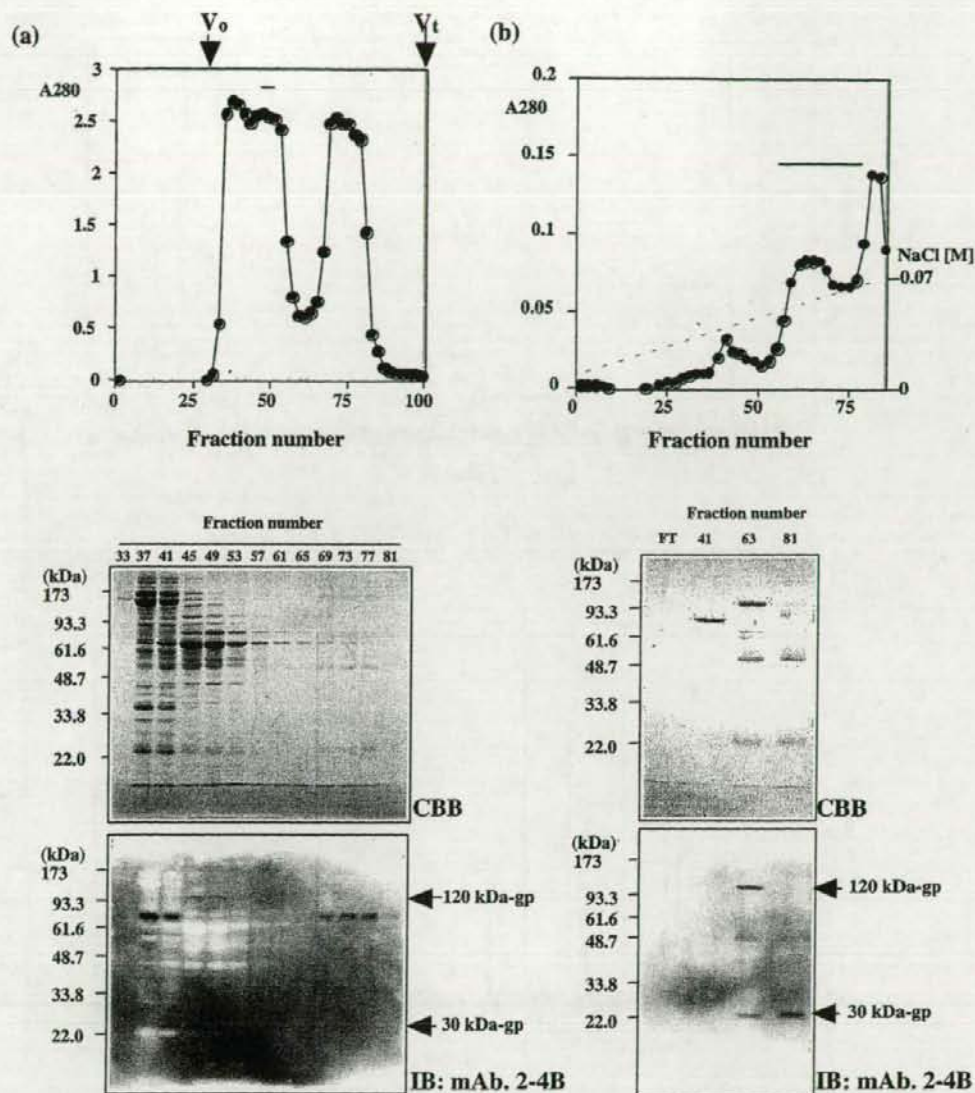 (a)
Vo
Vt
A280
3
2.5
2
1.5
1
0.5
0
0
25
50
75
100
Fraction number
(b)
0.2
A280
0.15
0.1
0.05
0
NaCl [M]
0.07
0
0
25
50
75
Fraction number
Fraction number
33 37 41 45 49 53 57 61 65 69 73 77 81
(kDa)
173
93.3
61.6
48.7
33.8
22.0
CBB
(kDa)
173
93.3
61.6
48.7
33.8
22.0
120 kDa-gp
30 kDa-gp
IB: mAb. 2-4B
Fraction number
FT 41 63 81
(kDa)
173
93.3
61.6
48.7
33.8
22.0
CBB
(kDa)
173
93.3
61.6
48.7
33.8
22.0
120 kDa-gp
30 kDa-gp
IB: mAb. 2-4B